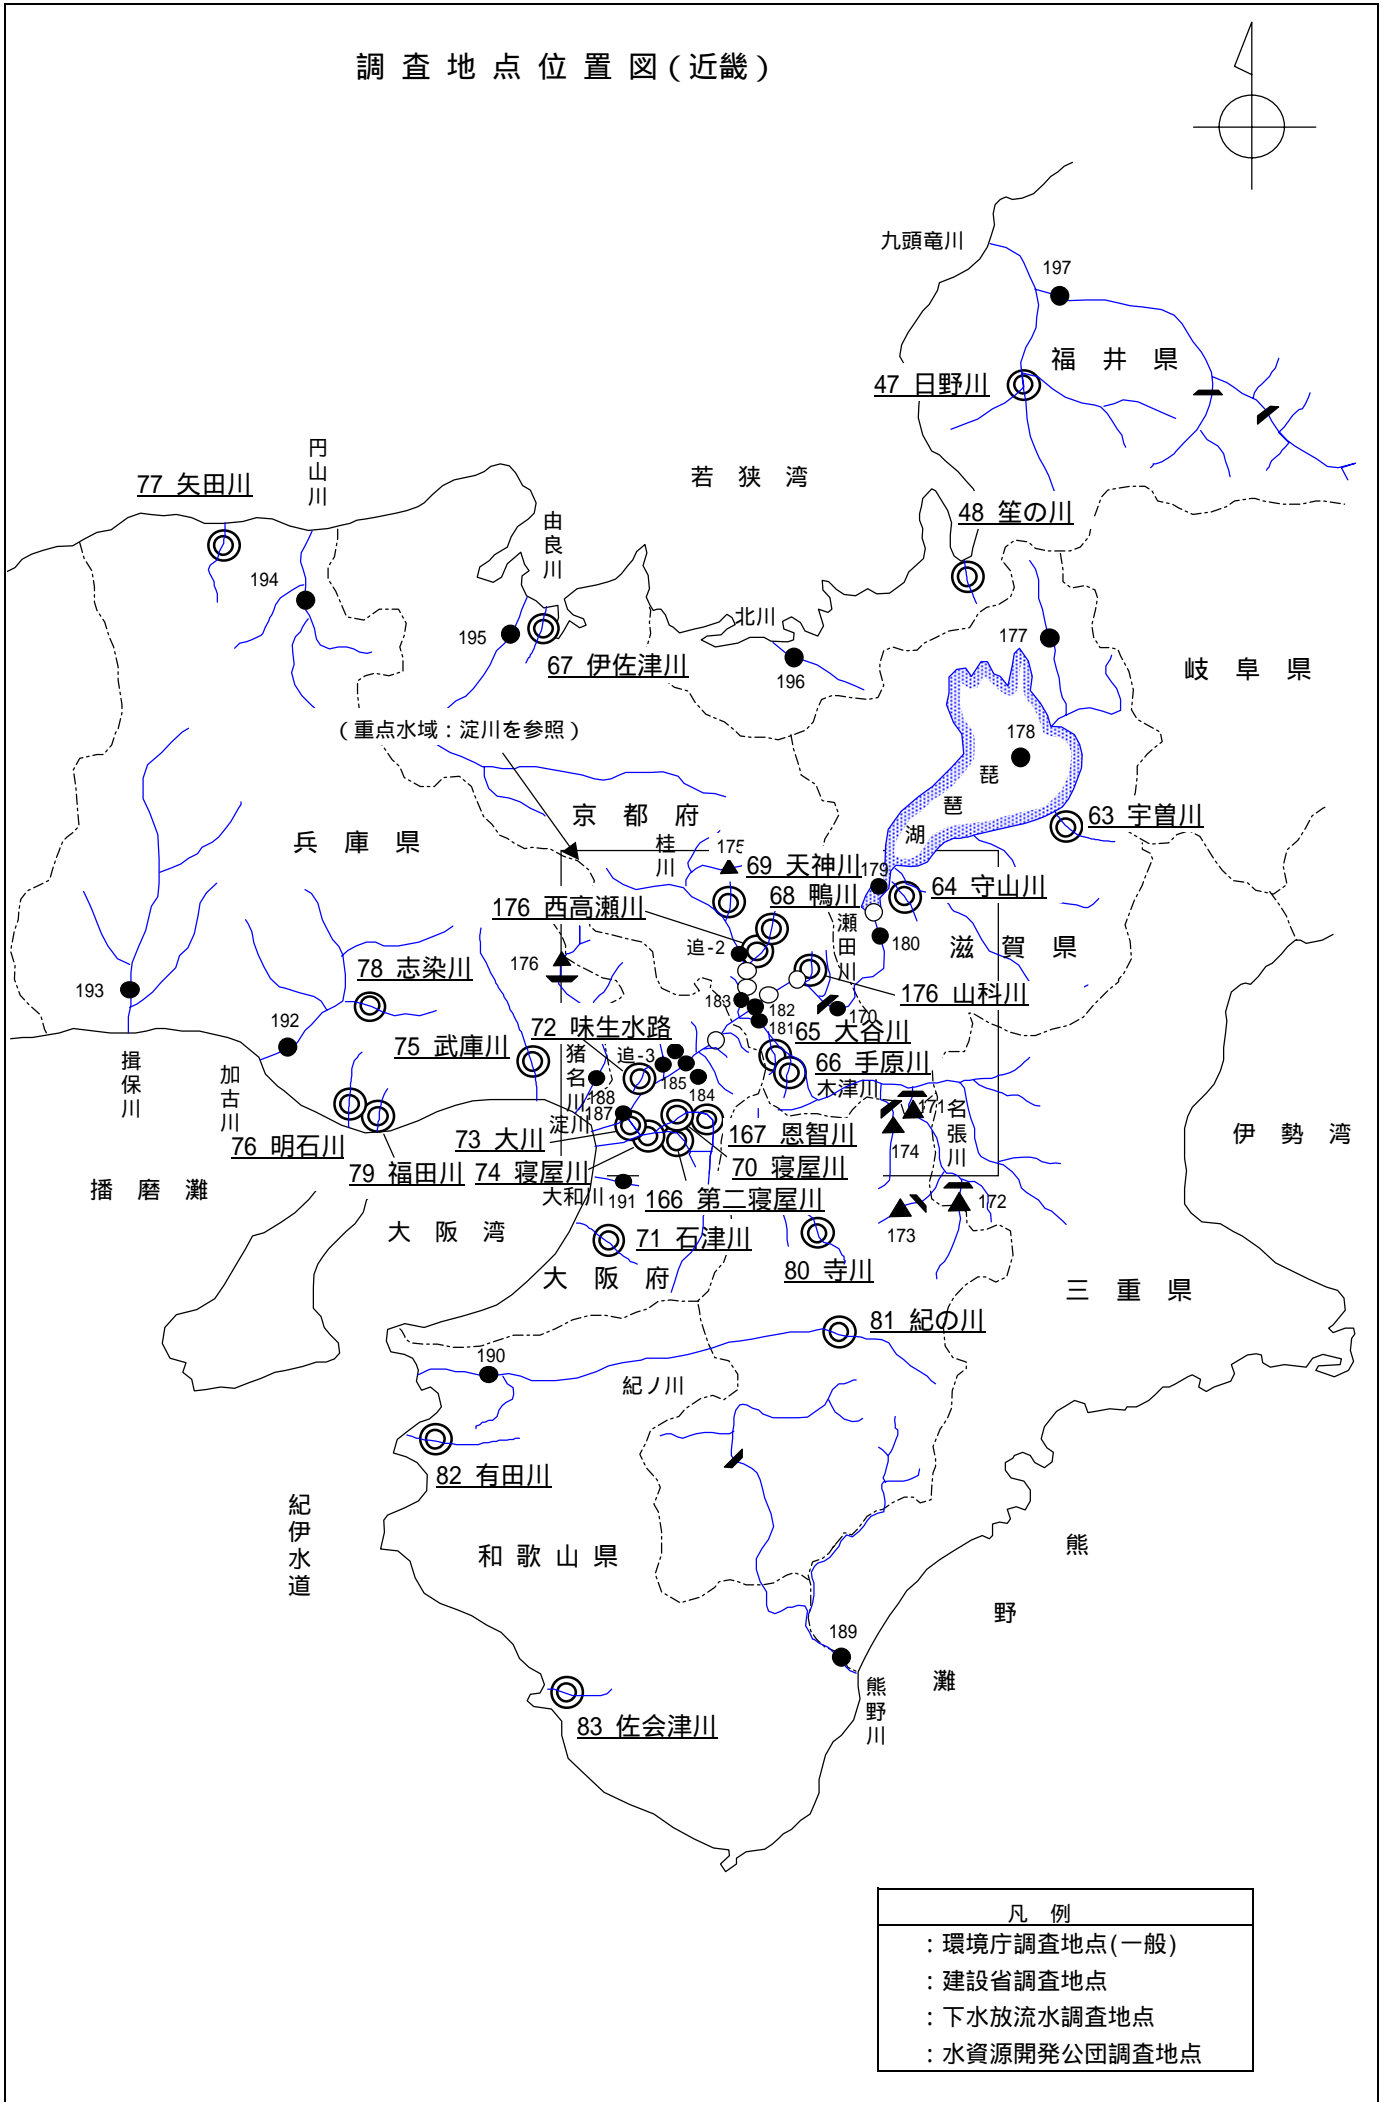 調査地点位置図(近畿)
九頭竜川
197
福井県
47 日野川
円山川
77 矢田川
若狭湾
由良川
48 笙の川
194
195
北川
177
67 伊佐津川
196
岐阜県
(重点水域：淀川を参照)
178
琵琶湖
京都府
63 宇曽川
兵庫県
桂川
175
69 天神川
179
64 守山川
68 鴨川
176 西高瀬川
瀬田川
追-2
180
滋賀県
176
78 志染川
193
176 山科川
183
182
170
181
192
72 味生水路
65 大谷川
75 武庫川
猪名川
追-3
66 手原川
185
木津川
揖保川
加古川
188
184
171
名張川
187
淀川
167 恩智川
伊勢湾
76 明石川
73 大川
174
79 福田川
74 寝屋川
70 寝屋川
播磨灘
大和川
191
166 第二寝屋川
172
大阪湾
71 石津川
173
大阪府
80 寺川
三重県
81 紀の川
190
紀ノ川
82 有田川
紀伊水道
和歌山県
熊野灘
189
熊野川
83 佐会津川
凡例
：環境庁調査地点(一般)
：建設省調査地点
：下水放流水調査地点
：水資源開発公団調査地点